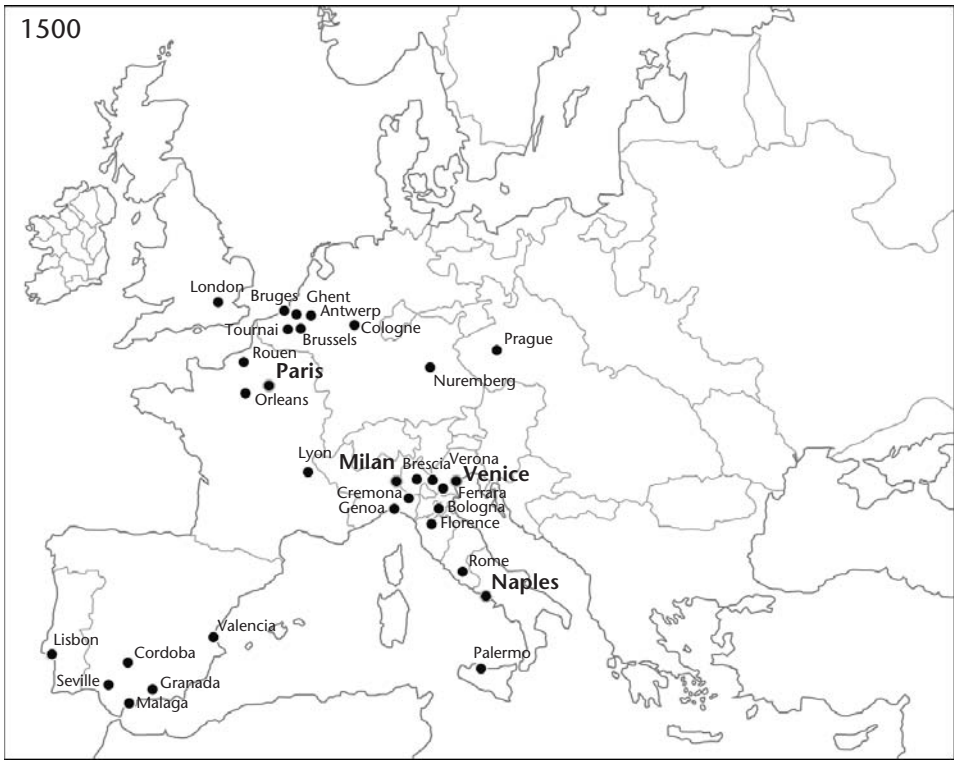 1500
London
Bruges
Ghent
Antwerp
Tournai
Brussels
Cologne
Rouen
Paris
Orleans
Prague
Nuremberg
Lyon
Milan
Brescia
Verona
Venice
Cremona
Ferrara
Genoa
Bologna
Florence
Rome
Naples
Valencia
Lisbon
Cordoba
Palermo
Seville
Granada
Malaga